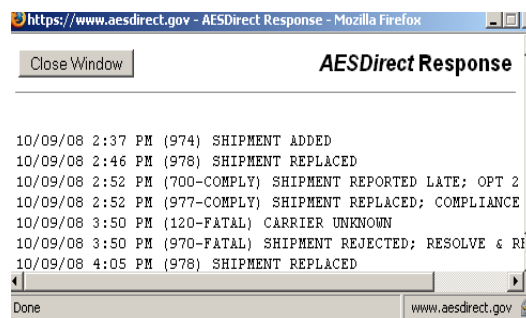 https://www.aesdirect.gov - AESDirect Response - Mozilla Firefox
Close Window
AESDirect Response
10/09/08 2:37 PM (974) SHIPMENT ADDED
10/09/08 2:46 PM (978) SHIPMENT REPLACED
10/09/08 2:52 PM (700-COMPLY) SHIPMENT REPORTED LATE; OPT 2
10/09/08 2:52 PM (977-COMPLY) SHIPMENT REPLACED; COMPLIANCE
10/09/08 3:50 PM (120-FATAL) CARRIER UNKNOWN
10/09/08 3:50 PM (970-FATAL) SHIPMENT REJECTED; RESOLVE &
10/09/08 4:05 PM (978) SHIPMENT REPLACED
Done
www.aesdirect.gov